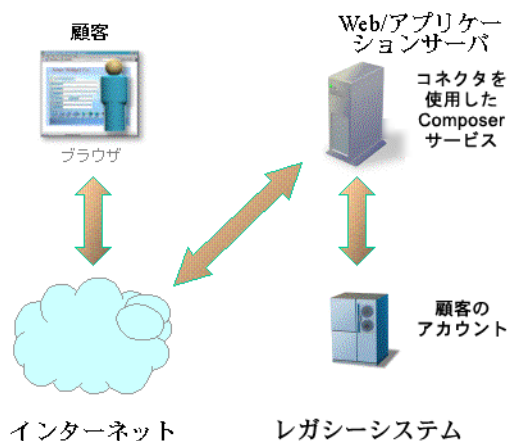 顧客
ブラウザ
Web/アプリケー
ションサーバ
コネクタを
使用した
Composer
サービス
顧客の
アカウント
インターネット
レガシーシステム